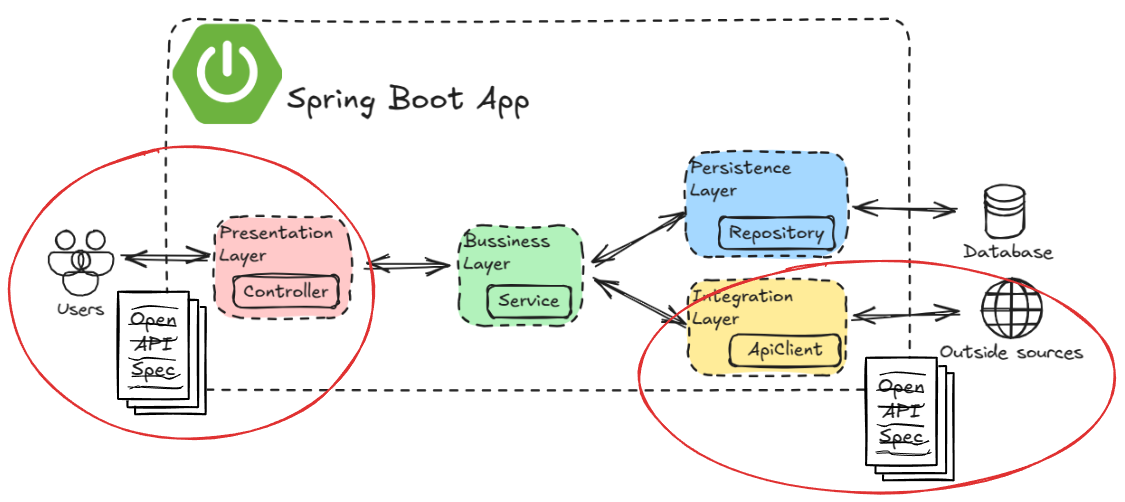 Spring Boot App
Persistence
Layer
Repository
Database
Presentation
Layer
Controller
Users
Bussiness
Layer
Service
Integration
Layer
ApiClient
Outside sources
Open
API
Spec
Open
API
Spec